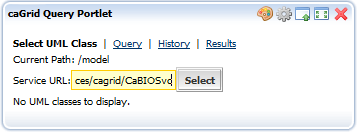 caGrid Query Portlet
Select UML Class | Query | History | Results
Current Path: /model
Service URL: ces/cagrid/CaBIOSvc Select
No UML classes to display.